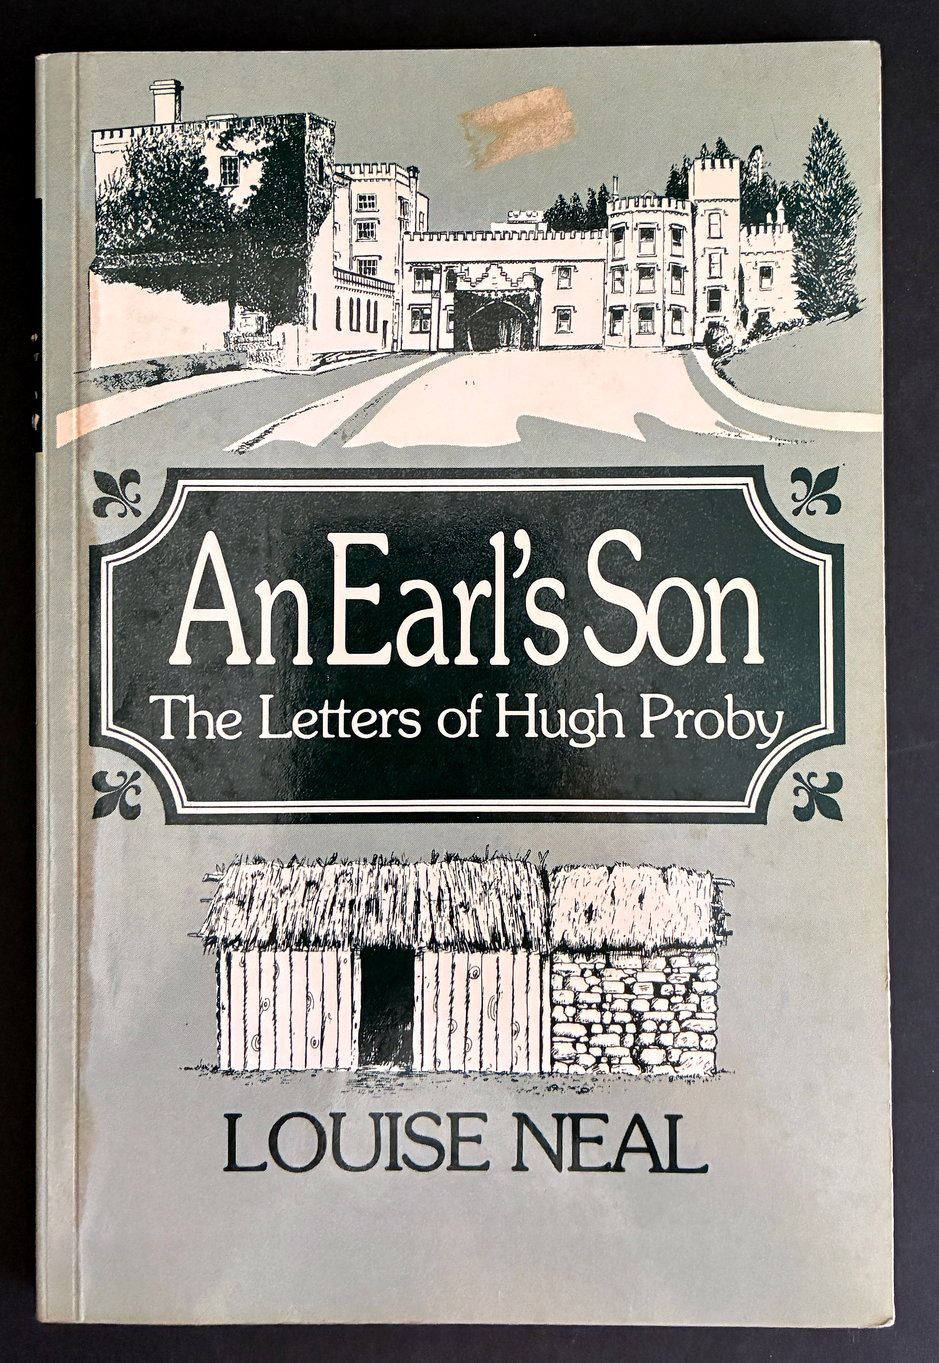 An Earl's Son
The Letters of Hugh Proby
LOUISE NEAL